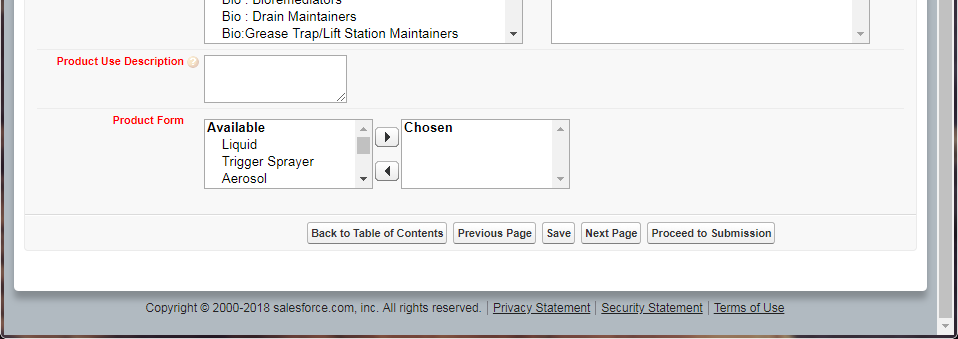 Bio : Bioremediators
Bio : Drain Maintainers
Bio:Grease Trap/Lift Station Maintainers
Product Use Description ?
Product Form
Available
Liquid
Trigger Sprayer
Aerosol
Chosen
Back to Table of Contents Previous Page Save Next Page Proceed to Submission
Copyright © 2000-2018 salesforce.com, inc. All rights reserved. | Privacy Statement | Security Statement | Terms of Use